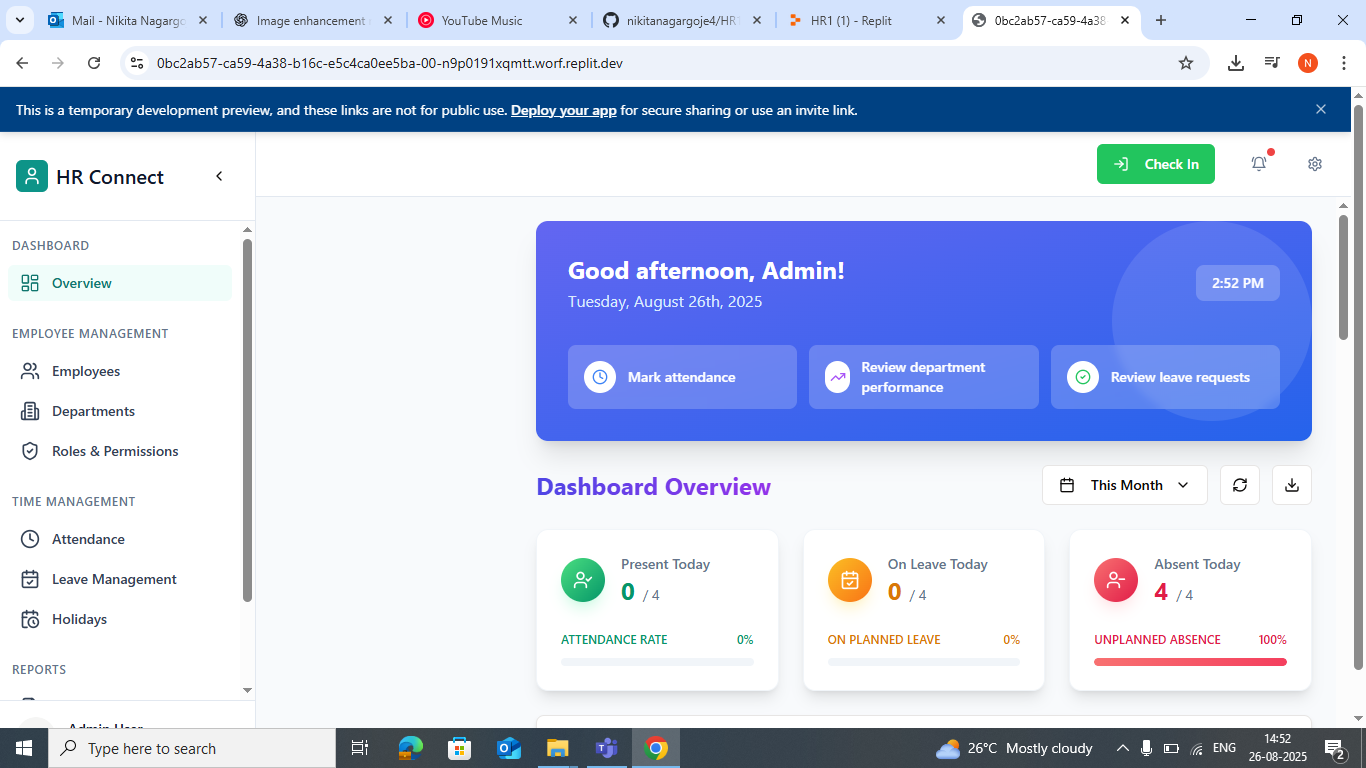 Mail - Nikita Nagargo
Image enhancement
YouTube Music
nikitanagargoje4/HR1
HR1 (1) - Replit
0bc2ab57-ca59-4a38
0bc2ab57-ca59-4a38-b16c-e5c4ca0ee5ba-00-n9p0191xqmtt.worf.replit.dev
N
This is a temporary development preview, and these links are not for public use. Deploy your app for secure sharing or use an invite link.
HR Connect
Check In
DASHBOARD
Overview
EMPLOYEE MANAGEMENT
Employees
Departments
Roles & Permissions
TIME MANAGEMENT
Attendance
Leave Management
Holidays
REPORTS
Admin User
Good afternoon, Admin!
Tuesday, August 26th, 2025
2:52 PM
Mark attendance
Review department
performance
Review leave requests
Dashboard Overview
This Month
Present Today
0 / 4
ATTENDANCE RATE 0%
On Leave Today
0 / 4
ON PLANNED LEAVE 0%
Absent Today
4 / 4
UNPLANNED ABSENCE 100%
Type here to search
26°C Mostly cloudy
ENG
14:52
26-08-2025
2